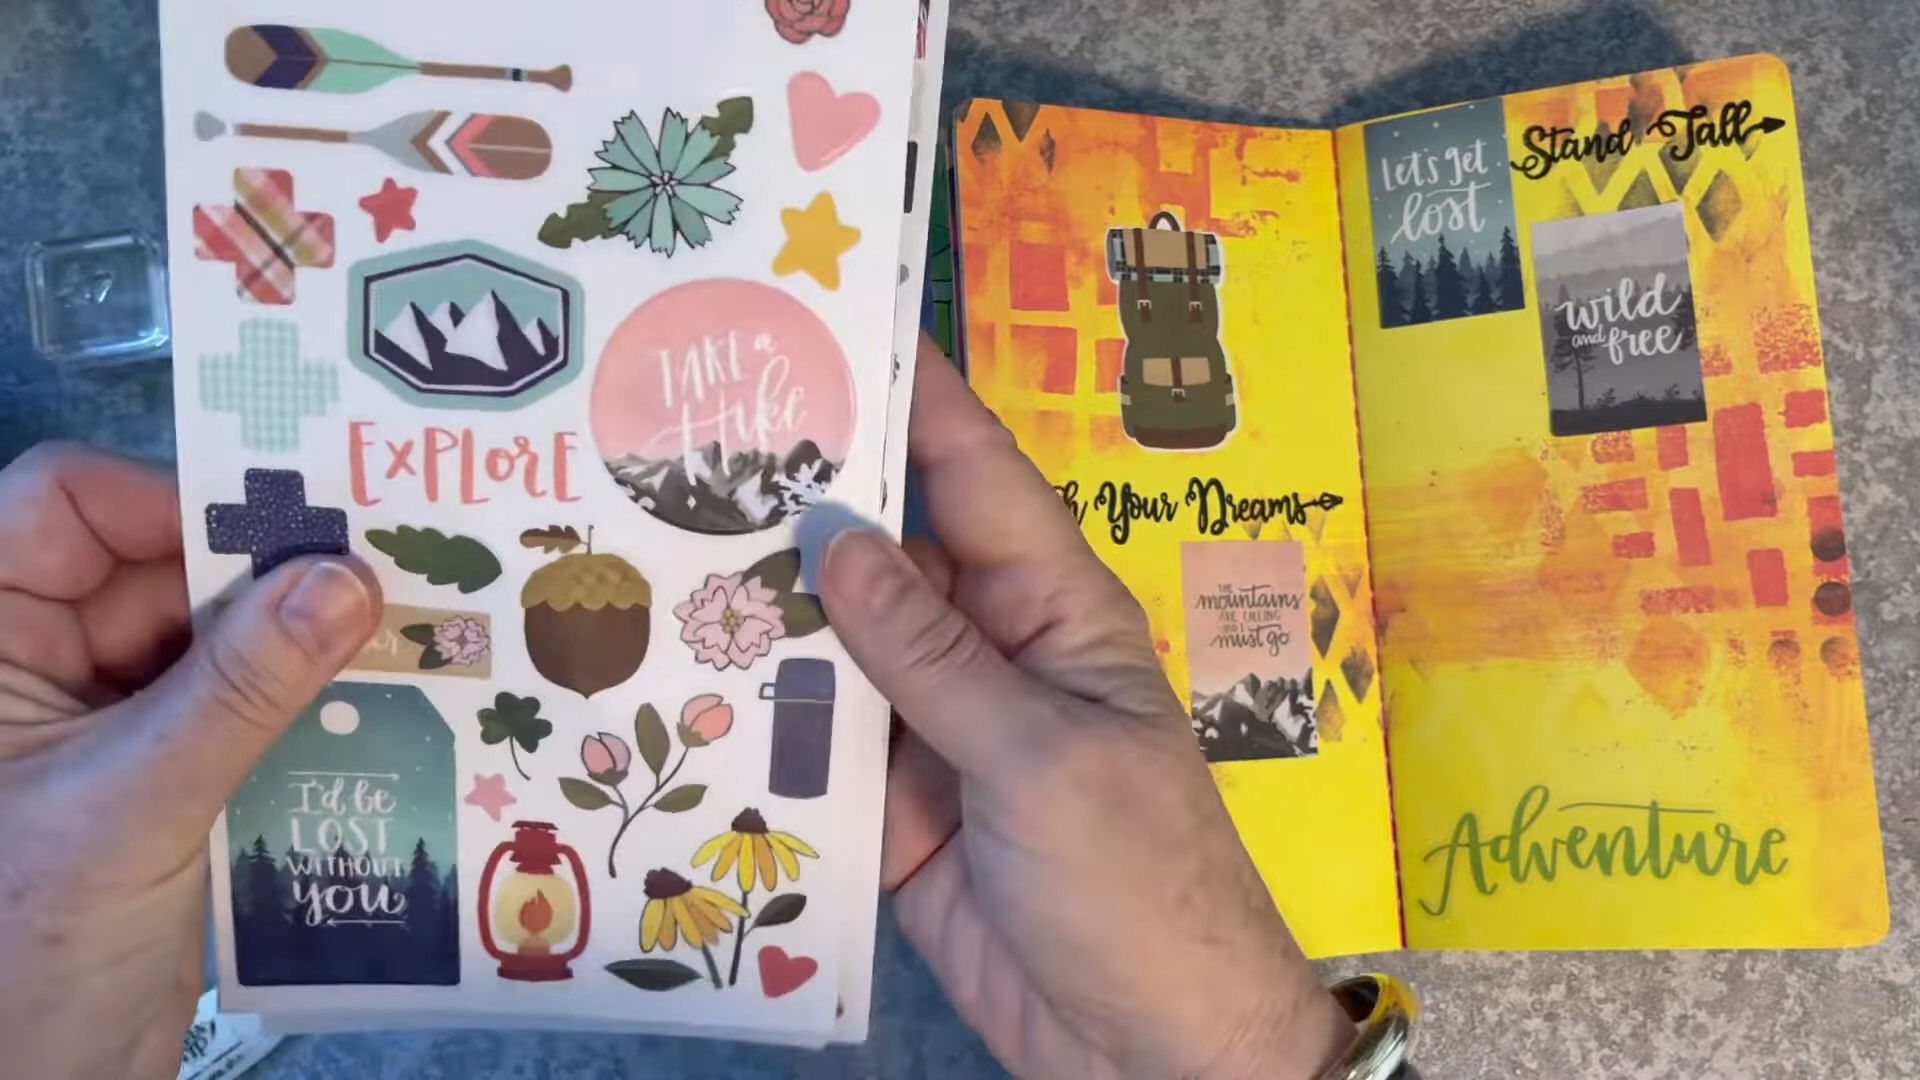 TAKE a
Hike
EXPLORE
I'd be
LOST
WITHOUT
you
Let's get
lost
Stand Tall
wild
and free
Your Dreams
THE
mountains
ARE CALLING
AND I
must go
Adventure